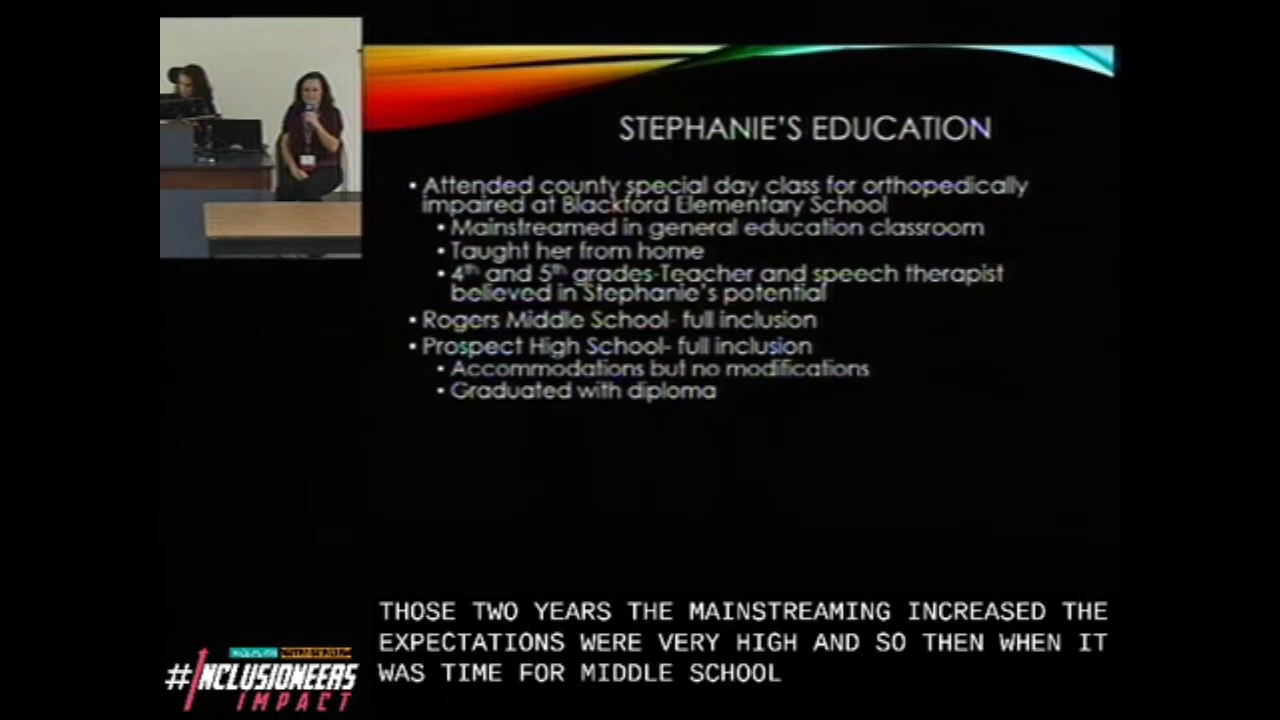 STEPHANIE'S EDUCATION
• Attended county special day class for orthopedically
impaired at Blackford Elementary School
• Mainstreamed in general education classroom
• Taught her from home
• 4th and 5th grades-Teacher and speech therapist
believed in Stephanie's potential
• Rogers Middle School- full inclusion
• Prospect High School- full inclusion
• Accommodations but no modifications
• Graduated with diploma
THOSE TWO YEARS THE MAINSTREAMING INCREASED THE
EXPECTATIONS WERE VERY HIGH AND SO THEN WHEN IT
WAS TIME FOR MIDDLE SCHOOL
#INCLUSIONEERS
IMPACT